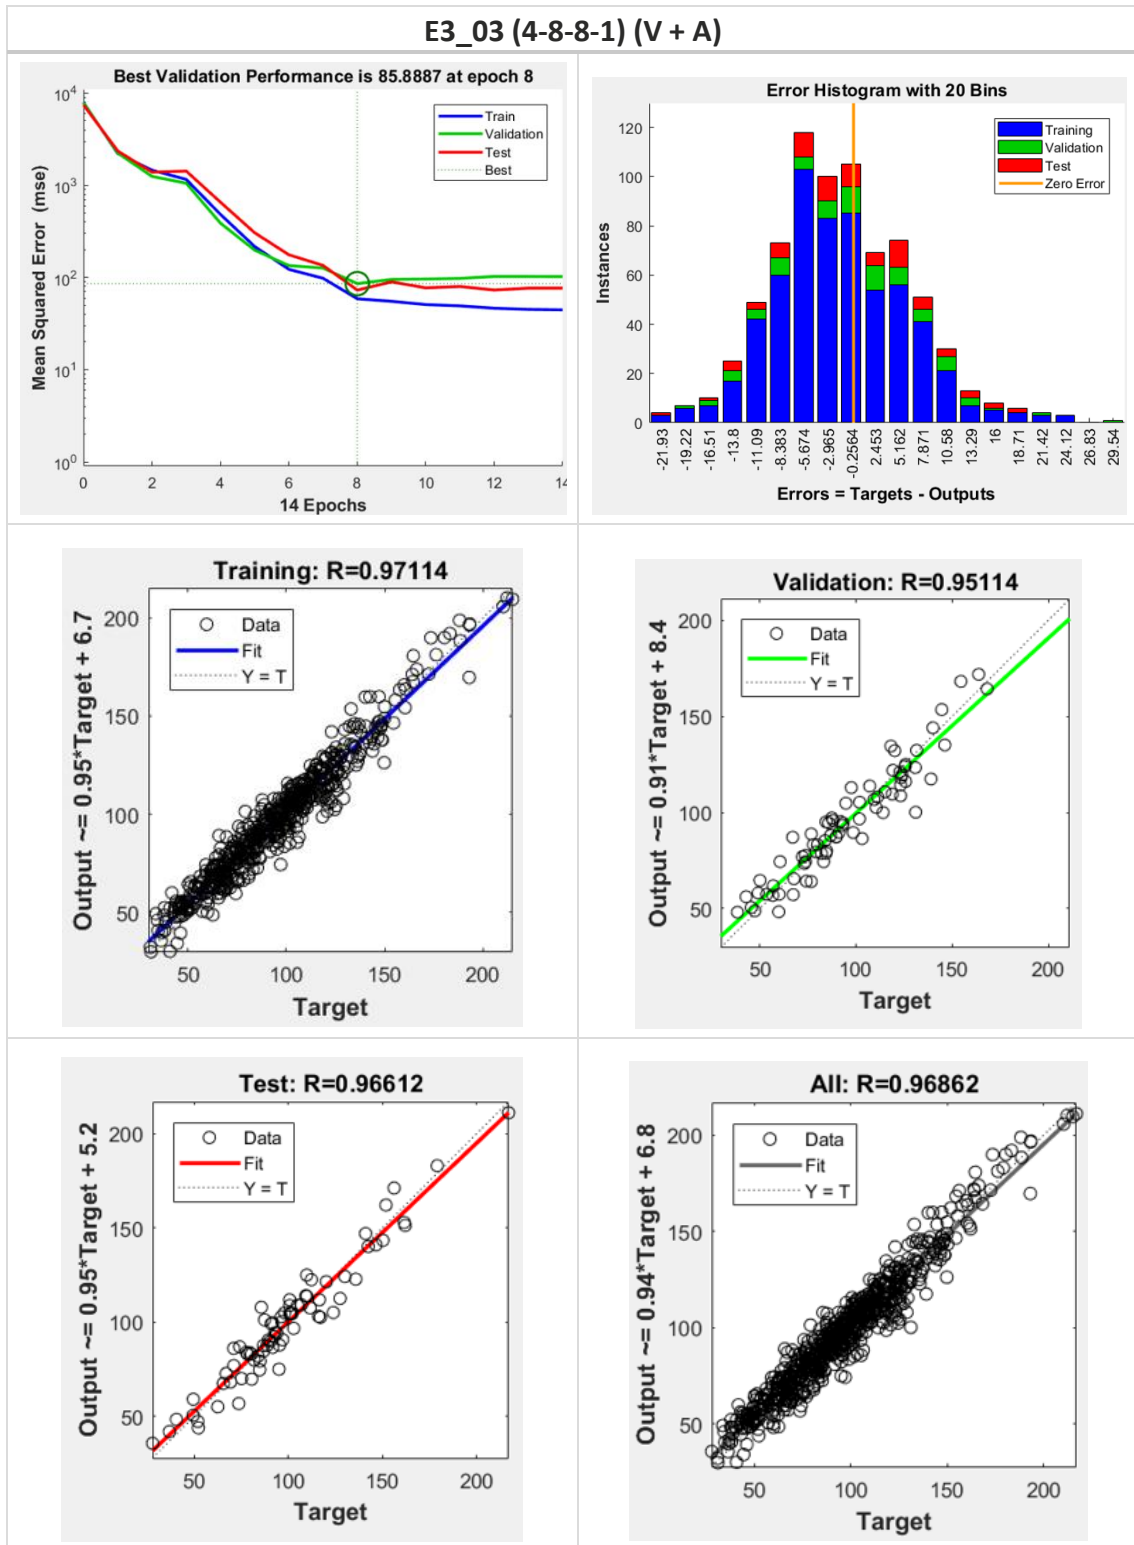 E3_03 (4-8-8-1) (V + A)
Best Validation Performance is 85.8887 at epoch 8
Mean Squared Error (mse)
10^4
10^3
10^2
10^1
10^0
Train
Validation
Test
Best
0 2 4 6 8 10 12 14
14 Epochs
Error Histogram with 20 Bins
Instances
120
100
80
60
40
20
0
Training
Validation
Test
Zero Error
-21.93
-19.222
-16.51
-13.8
-11.09
-8.383
-5.674
-2.965
-0.2564
2.453
5.162
7.871
10.58
13.29
16
18.71
21.42
24.12
26.83
29.54
Errors = Targets - Outputs
Training: R=0.97114
Output ~= 0.95*Target + 6.7
200
150
100
50
Data
Fit
Y = T
50 100 150 200
Target
Validation: R=0.95114
Output ~= 0.91*Target + 8.4
200
150
100
50
Data
Fit
Y = T
50 100 150 200
Target
Test: R=0.96612
Output ~= 0.95*Target + 5.2
200
150
100
50
Data
Fit
Y = T
50 100 150 200
Target
All: R=0.96862
Output ~= 0.94*Target + 6.8
200
150
100
50
Data
Fit
Y = T
50 100 150 200
Target